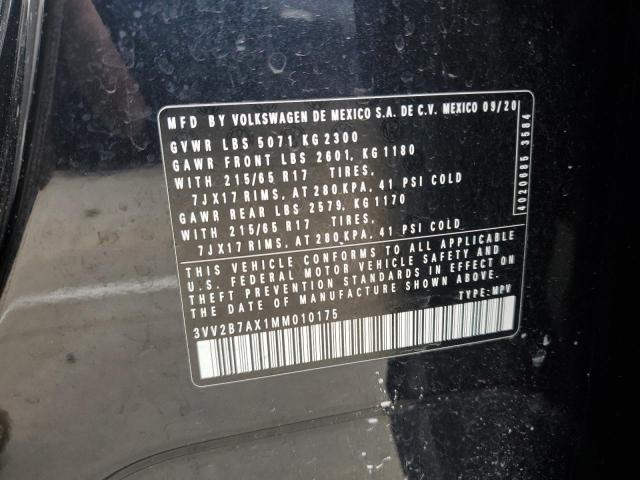 MFD BY VOLKSWAGEN DE MEXICO S.A. DE C.V. MEXICO 09/20
GVWR LBS 5071 KG 2300
GAWR FRONT LBS 2601, KG 1180
WITH 215/65 R17 TIRES,
7JX17 RIMS, AT 280 KPA, 41 PSI COLD
GAWR REAR LBS 2579, KG 1170
WITH 215/65 R17 TIRES,
7JX17 RIMS, AT 280 KPA, 41 PSI COLD
THIS VEHICLE CONFORMS TO ALL APPLICABLE
U.S. FEDERAL MOTOR VEHICLE SAFETY AND
THEFT PREVENTION STANDARDS IN EFFECT ON
THE DATE OF MANUFACTURE SHOWN ABOVE.
TYPE: MPV
3VV2B7AX1MM010175
4020685 3584